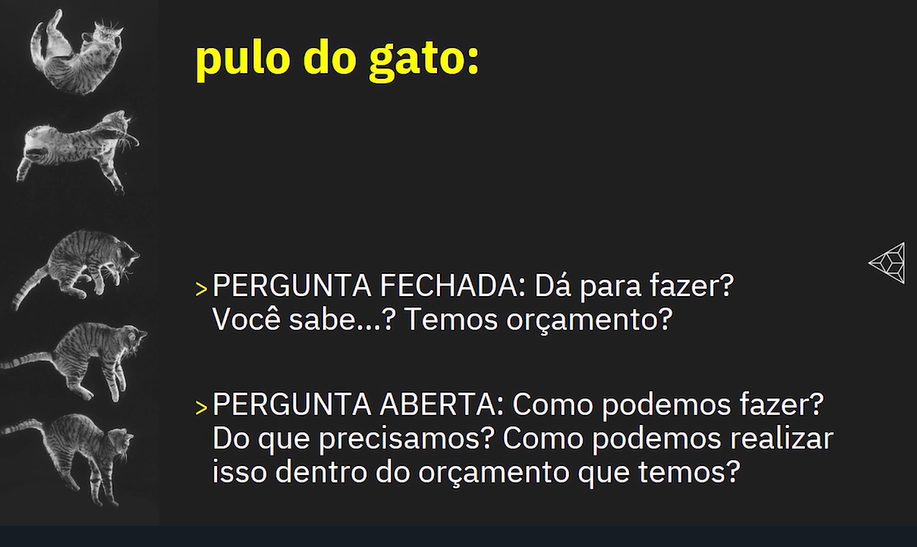 pulo do gato:
> PERGUNTA FECHADA: Dá para fazer?
Você sabe...? Temos orçamento?
> PERGUNTA ABERTA: Como podemos fazer?
Do que precisamos? Como podemos realizar
isso dentro do orçamento que temos?